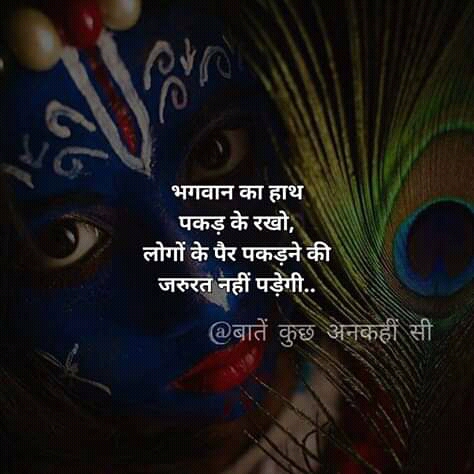 भगवान का हाथ
पकड़ के रखो,
लोगों के पैर पकड़ने की
जरुरत नहीं पड़ेगी..
@बातें कुछ अनकहीं सी